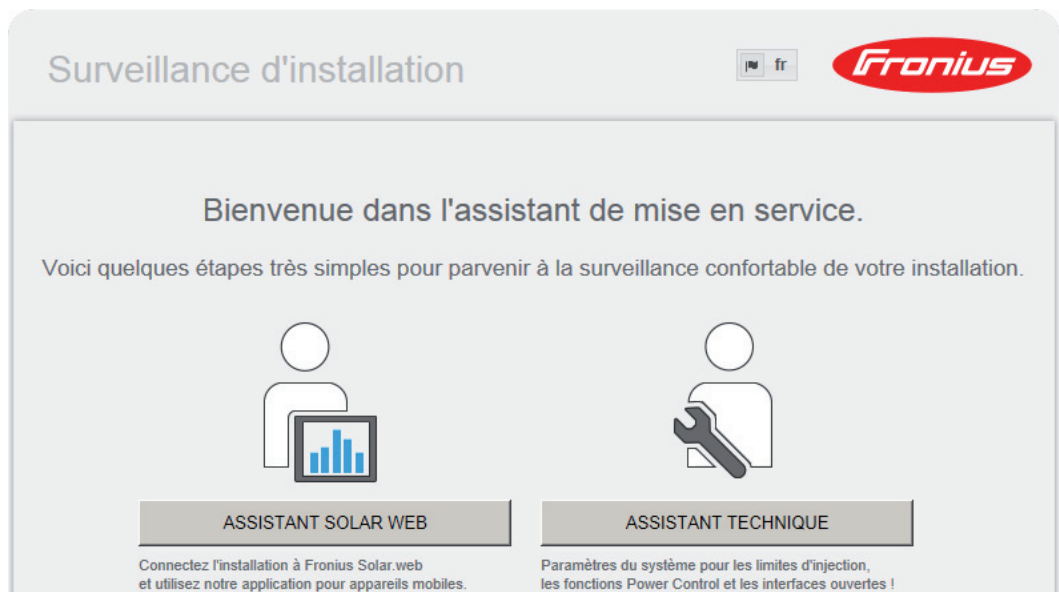 Surveillance d'installation
fr
Fronius
Bienvenue dans l'assistant de mise en service.
Voici quelques étapes très simples pour parvenir à la surveillance confortable de votre installation.
ASSISTANT SOLAR WEB
Connectez l'installation à Fronius Solar.web
et utilisez notre application pour appareils mobiles.
ASSISTANT TECHNIQUE
Paramètres du système pour les limites d'injection,
les fonctions Power Control et les interfaces ouvertes !